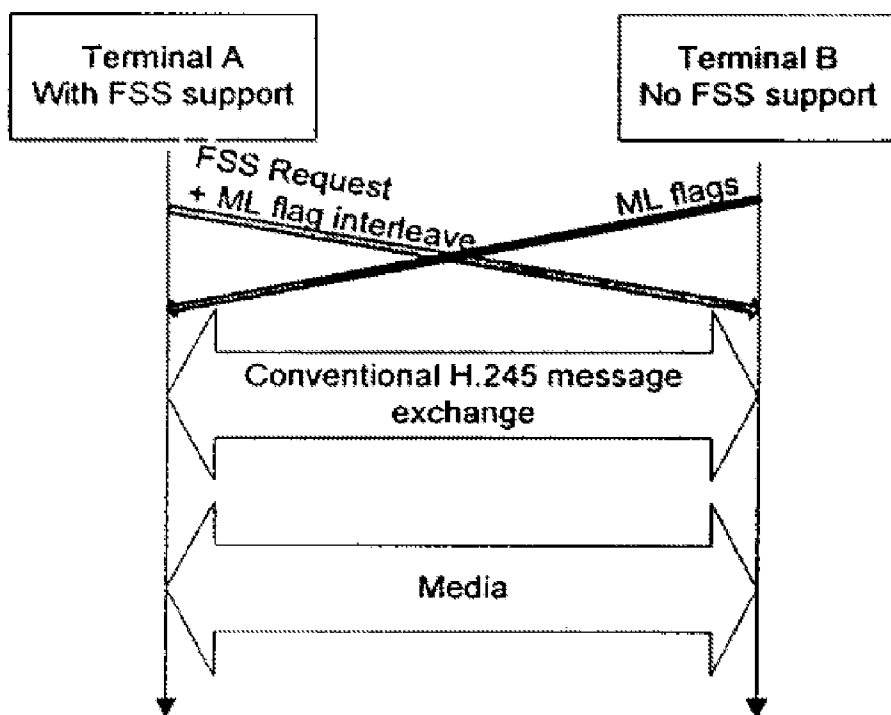 Terminal A
With FSS support
Terminal B
No FSS support
FSS Request
+ ML flag interleave
ML flags
Conventional H.245 message
exchange
Media